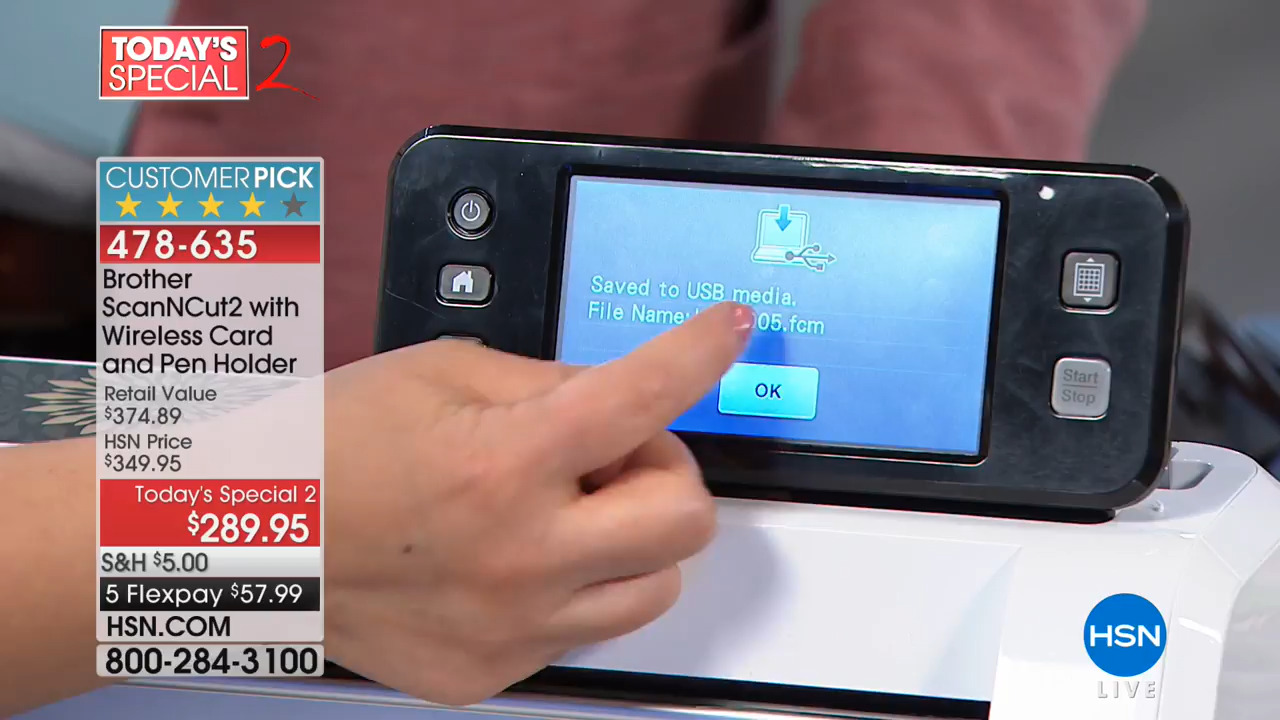 TODAY'S
SPECIAL 2
CUSTOMER PICK
478-635
Brother
ScanNCut2 with
Wireless Card
and Pen Holder
Retail Value
$374.89
HSN Price
$349.95
Today's Special 2
$289.95
S&H $5.00
5 Flexpay $57.99
HSN.COM
800-284-3100
Saved to USB media.
File Name: 05.fcm
OK
Start
Stop
HSN
LIVE